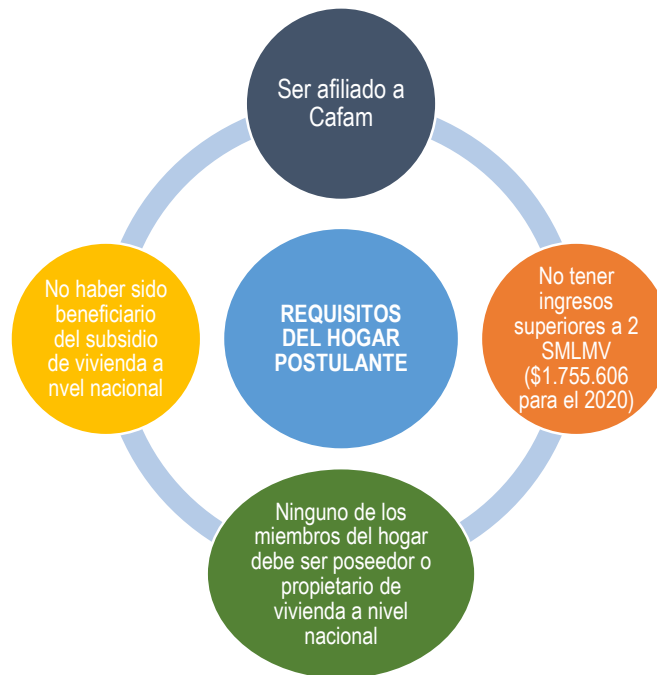 Ser afiliado a
Cafam
No haber sido
beneficiario
del subsidio
de vivienda a
nvel nacional
REQUISITOS
DEL HOGAR
POSTULANTE
No tener
ingresos
superiores a 2
SMLMV
($1.755.606
para el 2020)
Ninguno de los
miembros del hogar
debe ser poseedor o
propietario de
vivienda a nivel
nacional